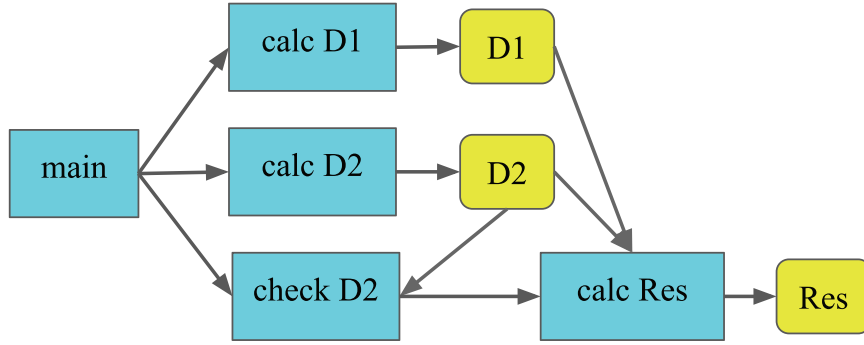 calc D1
D1
main
calc D2
D2
check D2
calc Res
Res